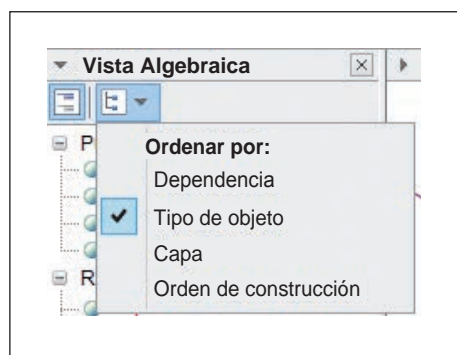 Vista Algebraica
P
Ordenar por:
Dependencia
Tipo de objeto
Capa
R
Orden de construcción